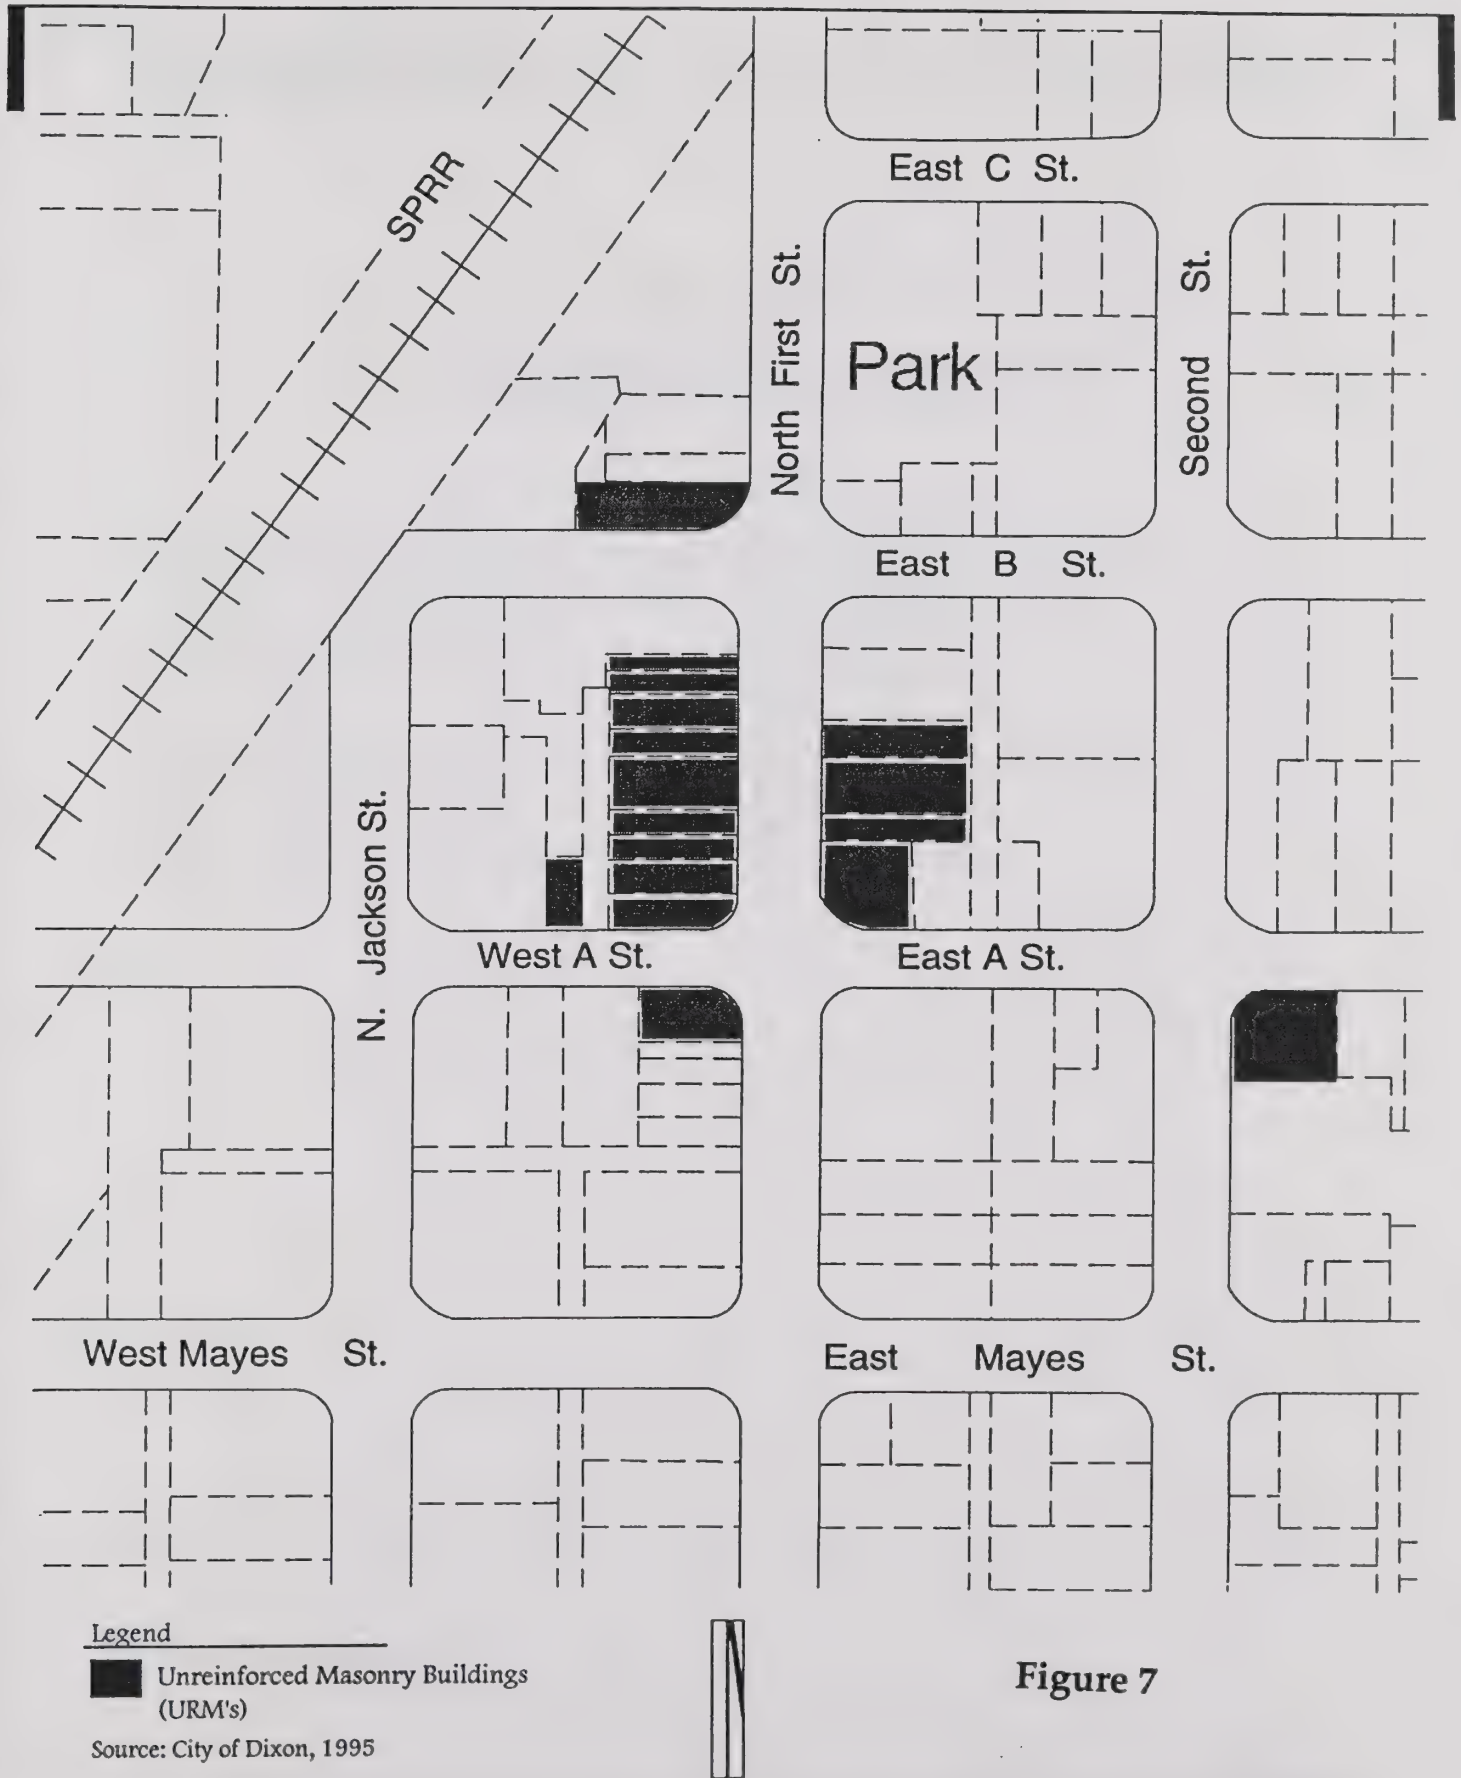 East C St.
SPRR
North First St.
Second St.
Park
East B St.
N. Jackson St.
West A St.
East A St.
West Mayes St.
East Mayes St.
Legend
Unreinforced Masonry Buildings
(URM's)
Source: City of Dixon, 1995
Figure 7